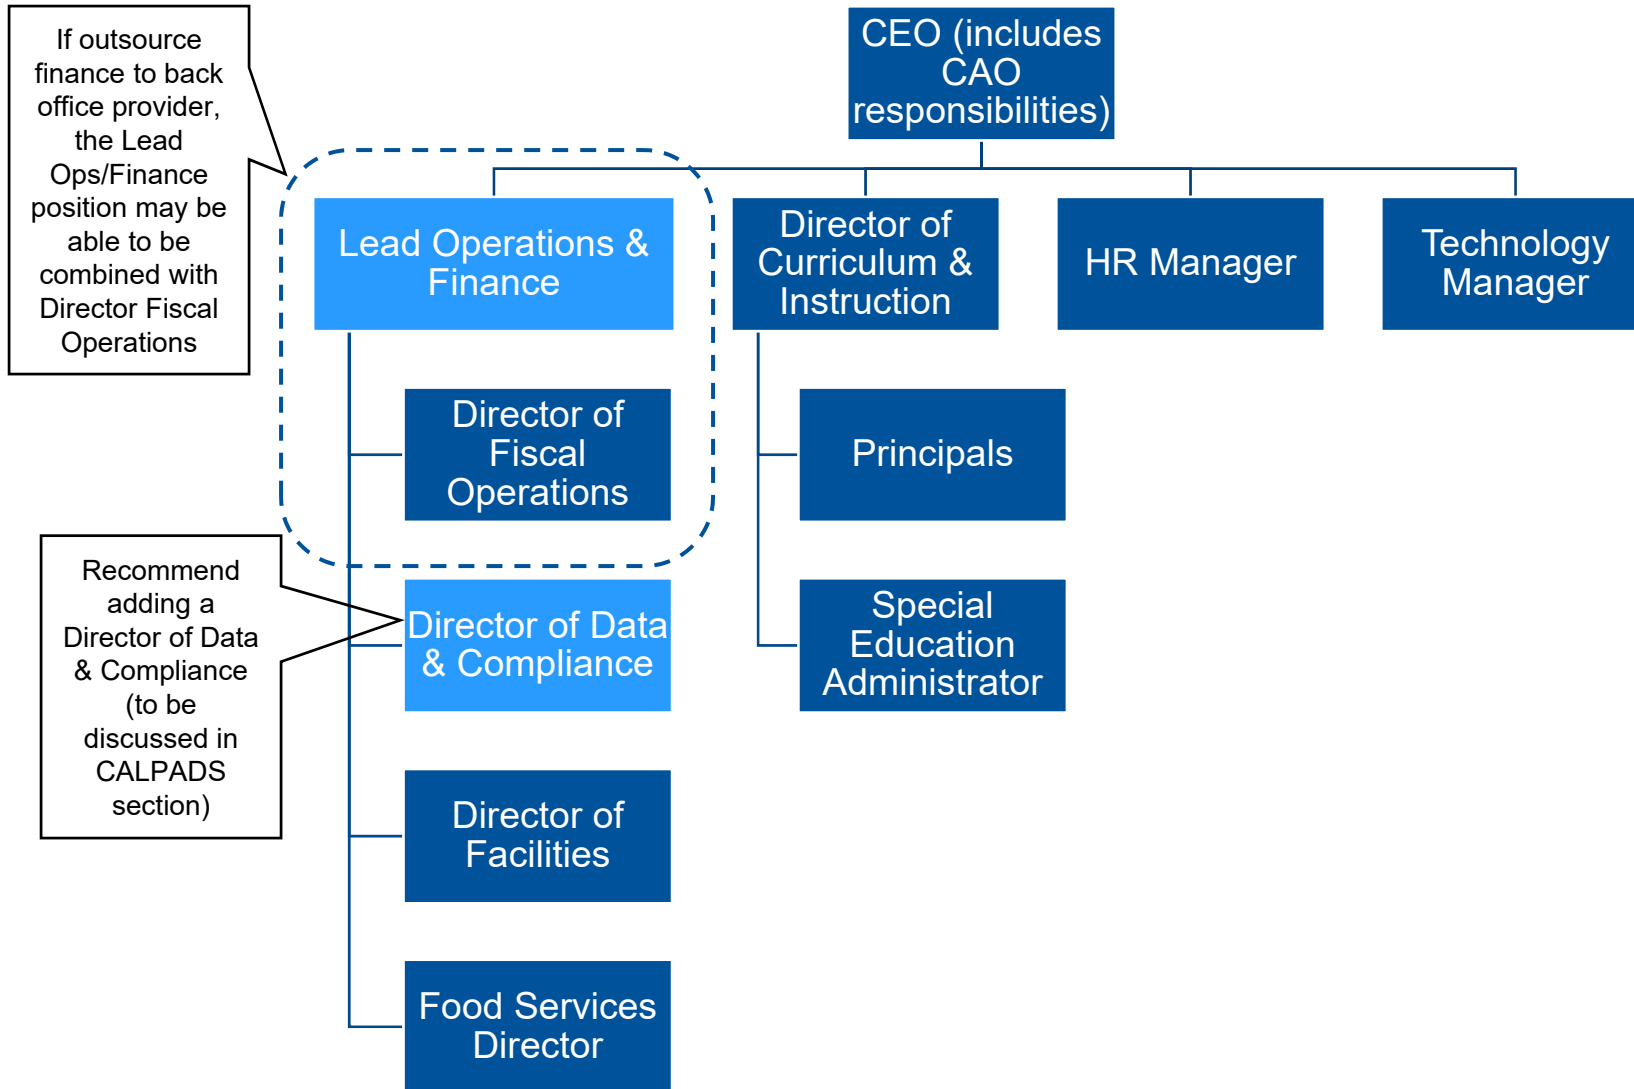 If outsource
finance to back
office provider,
the Lead
Ops/Finance
position may be
able to be
combined with
Director Fiscal
Operations
CEO (includes
CAO
responsibilities)
Lead Operations &
Finance
Director of
Curriculum &
Instruction
HR Manager
Technology
Manager
Director of
Fiscal
Operations
Principals
Recommend
adding a
Director of Data
& Compliance
(to be
discussed in
CALPADS
section)
Director of Data
& Compliance
Special
Education
Administrator
Director of
Facilities
Food Services
Director